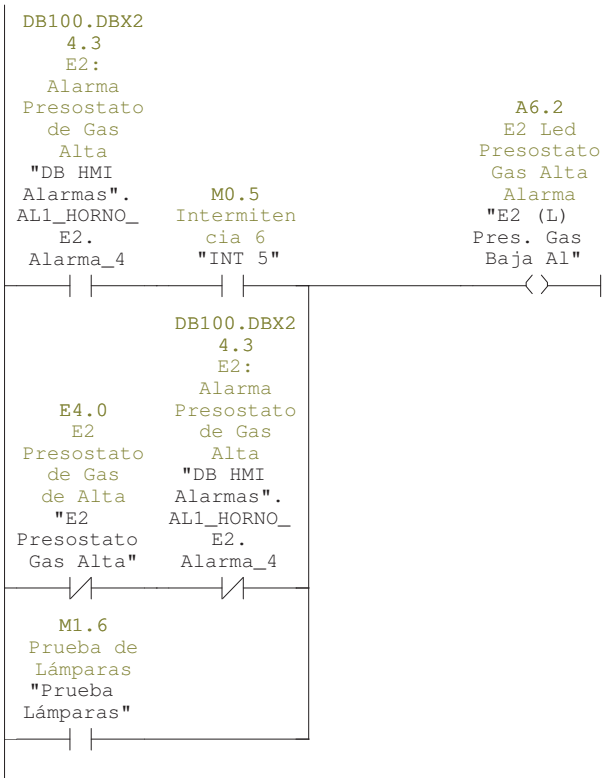 DB100.DBX2
4.3
E2:
Alarma
Presostato
de Gas
Alta
"DB HMI
Alarmas".
AL1_HORNO_
E2.
Alarma_4
M0.5
Intermiten
cia 6
"INT 5"
A6.2
E2 Led
Presostato
Gas Alta
Alarma
"E2 (L)
Pres. Gas
Baja Al"
E4.0
E2
Presostato
de Gas
de Alta
"E2
Presostato
Gas Alta"
DB100.DBX2
4.3
E2:
Alarma
Presostato
de Gas
Alta
"DB HMI
Alarmas".
AL1_HORNO_
E2.
Alarma_4
M1.6
Prueba de
Lámparas
"Prueba
Lámparas"